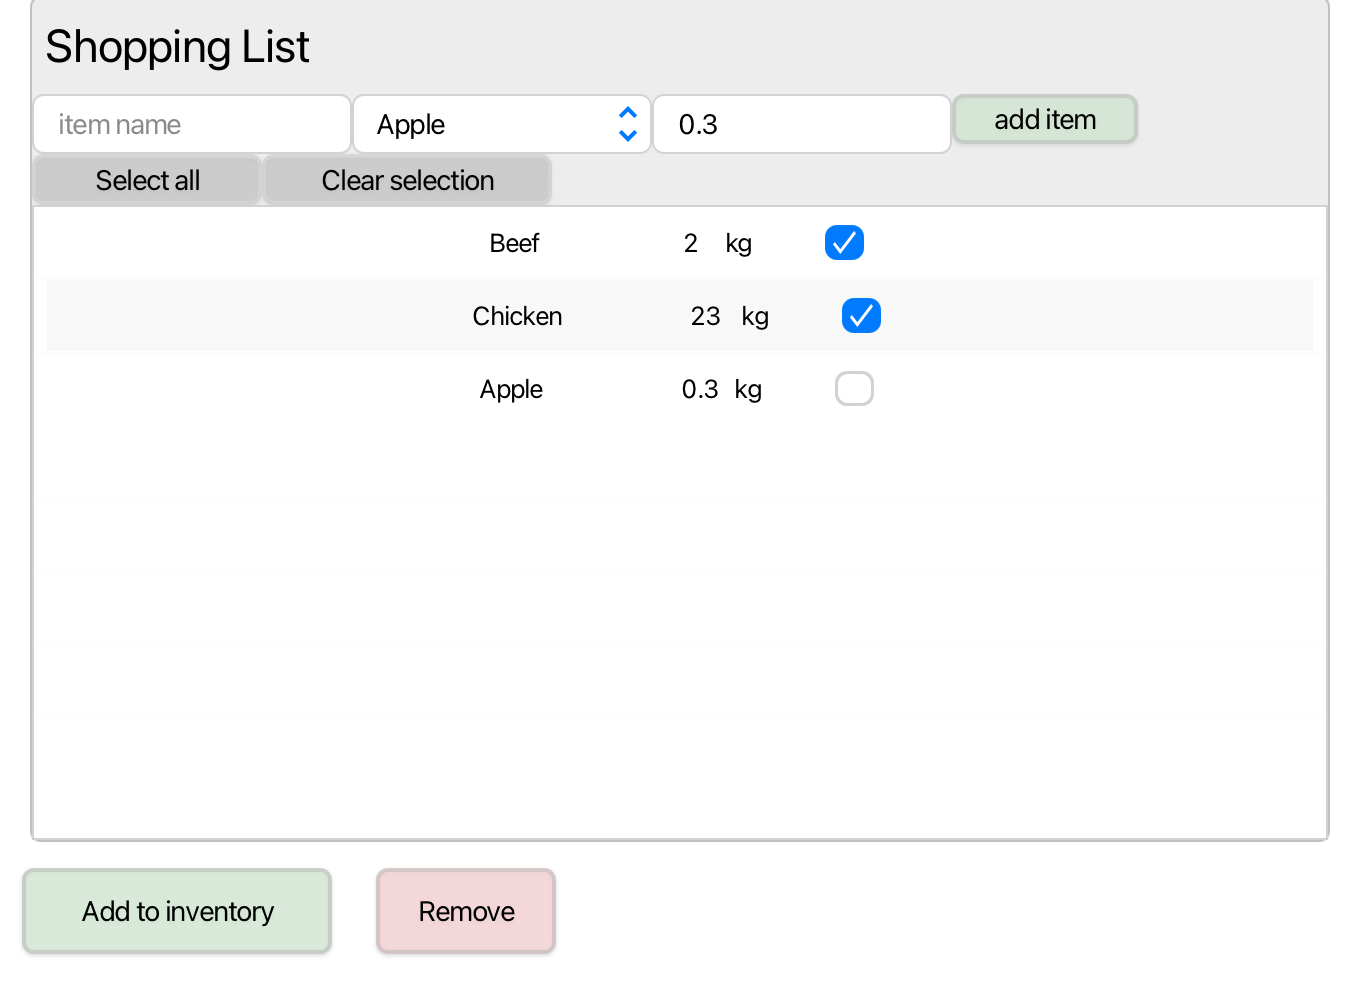 Shopping List
item name Apple 0.3 add item
Select all Clear selection
Beef 2 kg
Chicken 23 kg
Apple 0.3 kg
Add to inventory Remove